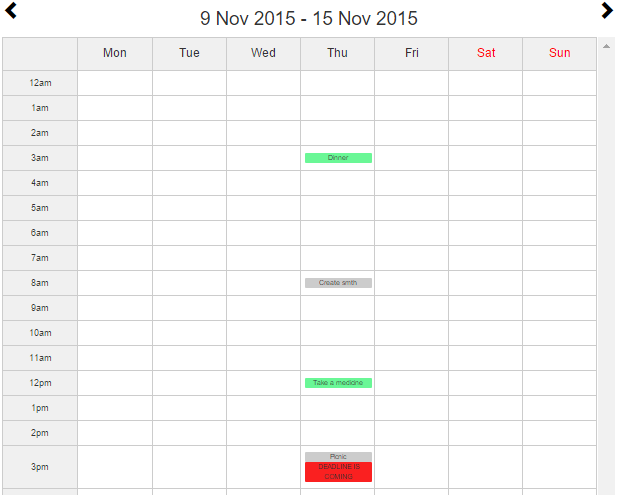 9 Nov 2015 - 15 Nov 2015
Mon Tue Wed Thu Fri Sat Sun
12am
1am
2am
3am Dinner
4am
5am
6am
7am
8am Create smth
9am
10am
11am
12pm Take a medicine
1pm
2pm
3pm Picnic
DEADLINE IS
COMING